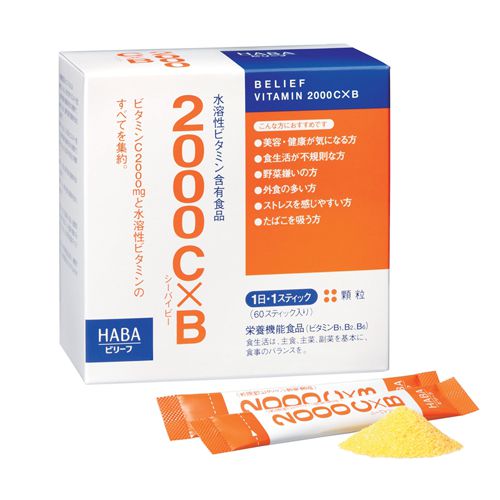 HABA
BELIEF
VITAMIN 2000C×B
こんな方におすすめです
●美容・健康が気になる方
●食生活が不規則な方
●野菜嫌いの方
●外食の多い方
●ストレスを感じやすい方
●たばこを吸う方
1日・1スティック
顆粒
(60スティック入り)
栄養機能食品(ビタミンB1、B2、B6)
食生活は、主食、主菜、副菜を基本に、
食事のバランスを。
水溶性ビタミン含有食品
2000C×B
シーバイビー
ビタミンC2000mgと水溶性ビタミンの
すべてを集約。
HABA
ビリーフ
2000C×B
2000C×B
HABA